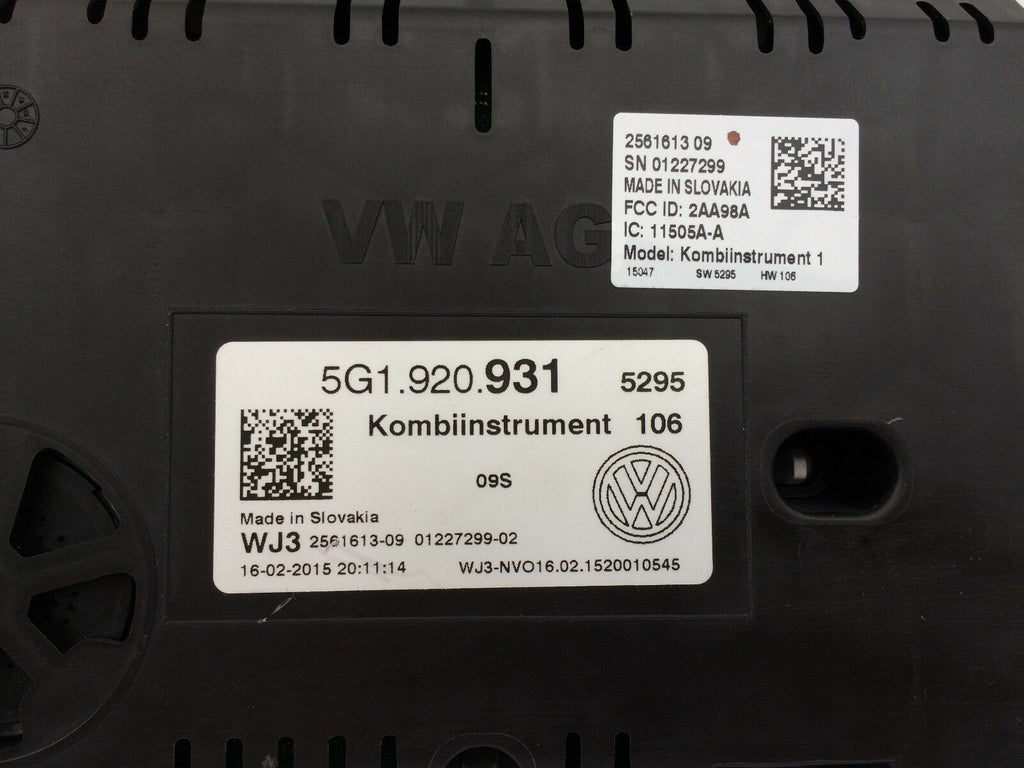 2561613 09
SN 01227299
MADE IN SLOVAKIA
FCC ID: 2AA98A
IC: 11505A-A
Model: Kombiinstrument 1
15047 SW 5295 HW 106
VW AG
5G1.920.931 5295
Kombiinstrument 106
09S
Made in Slovakia
WJ3 2561613-09 01227299-02
16-02-2015 20:11:14 WJ3-NVO16.02.1520010545